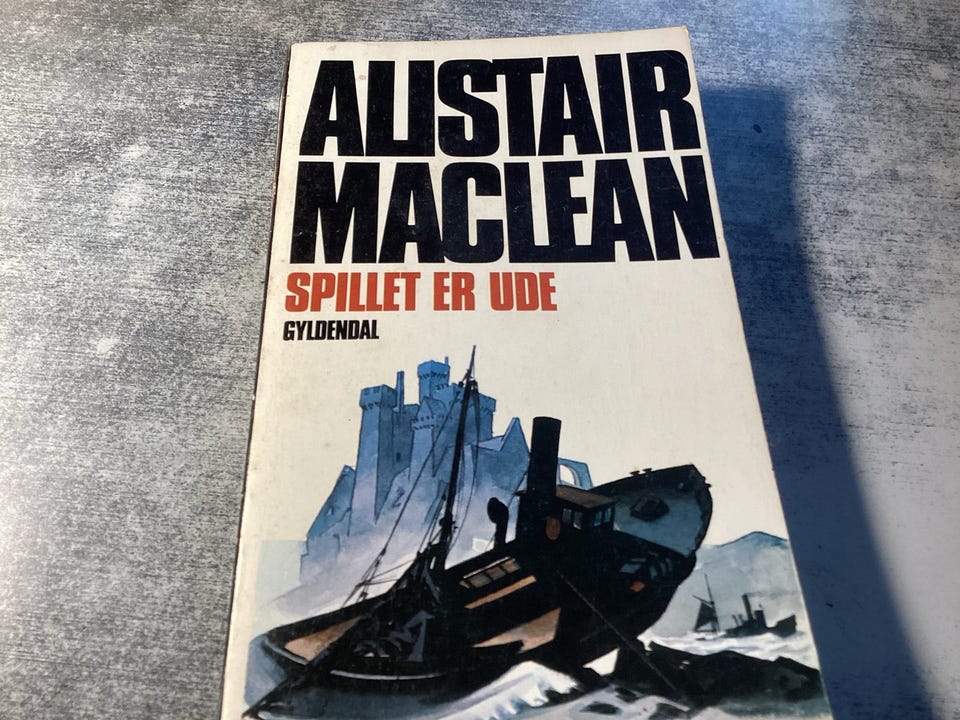 ALISTAIR
MACLEAN
SPILLET ER UDE
GYLDENDAL